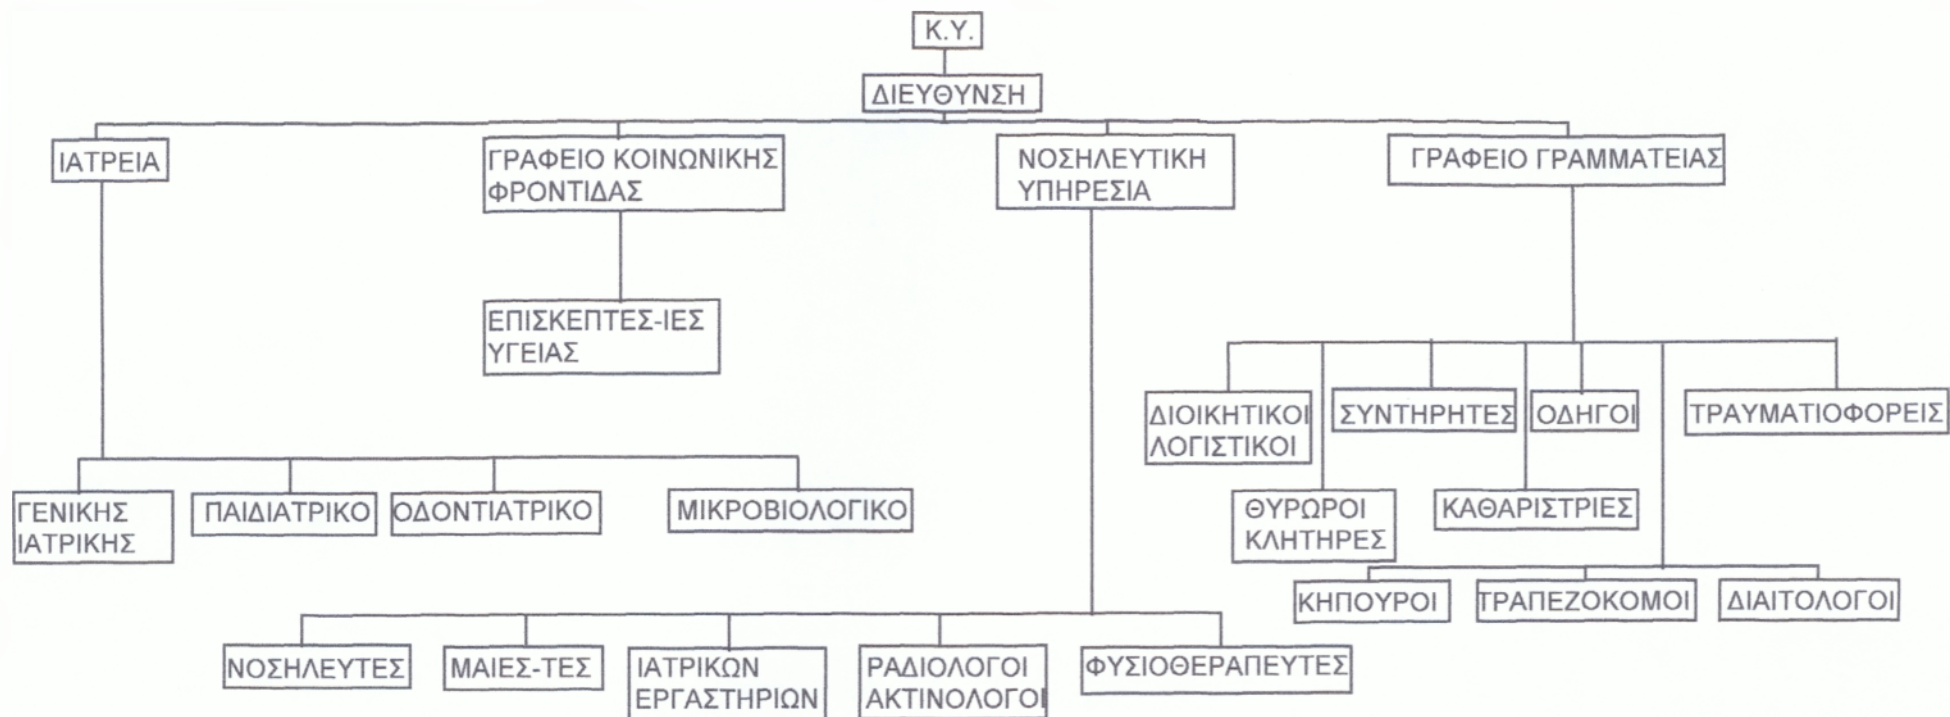 Κ.Υ.
ΔΙΕΥΘΥΝΣΗ
ΙΑΤΡΕΙΑ
ΓΡΑΦΕΙΟ ΚΟΙΝΩΝΙΚΗΣ
ΦΡΟΝΤΙΔΑΣ
ΝΟΣΗΛΕΥΤΙΚΗ
ΥΠΗΡΕΣΙΑ
ΓΡΑΦΕΙΟ ΓΡΑΜΜΑΤΕΙΑΣ
ΕΠΙΣΚΕΠΤΕΣ-ΙΕΣ
ΥΓΕΙΑΣ
ΔΙΟΙΚΗΤΙΚΟΙ
ΛΟΓΙΣΤΙΚΟΙ
ΣΥΝΤΗΡΗΤΕΣ
ΟΔΗΓΟΙ
ΤΡΑΥΜΑΤΙΟΦΟΡΕΙΣ
ΓΕΝΙΚΗΣ
ΙΑΤΡΙΚΗΣ
ΠΑΙΔΙΑΤΡΙΚΟ
ΟΔΟΝΤΙΑΤΡΙΚΟ
ΜΙΚΡΟΒΙΟΛΟΓΙΚΟ
ΘΥΡΩΡΟΙ
ΚΛΗΤΗΡΕΣ
ΚΑΘΑΡΙΣΤΡΙΕΣ
ΚΗΠΟΥΡΟΙ
ΤΡΑΠΕΖΟΚΟΜΟΙ
ΔΙΑΙΤΟΛΟΓΟΙ
ΝΟΣΗΛΕΥΤΕΣ
ΜΑΙΕΣ-ΤΕΣ
ΙΑΤΡΙΚΩΝ
ΕΡΓΑΣΤΗΡΙΩΝ
ΡΑΔΙΟΛΟΓΟΙ
ΑΚΤΙΝΟΛΟΓΟΙ
ΦΥΣΙΟΘΕΡΑΠΕΥΤΕΣ